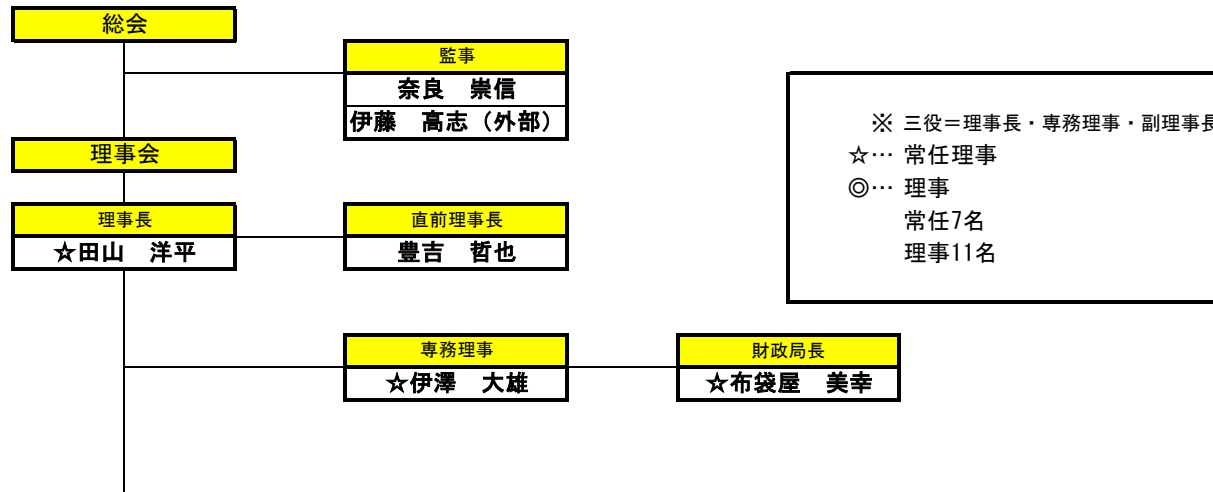 総会
監事
奈良　崇信
伊藤　高志（外部）
※ 三役＝理事長・専務理事・副理事長
☆… 常任理事
◎… 理事
常任7名
理事11名
理事会
理事長
☆田山　洋平
直前理事長
豊吉　哲也
専務理事
☆伊澤　大雄
財政局長
☆布袋屋　美幸